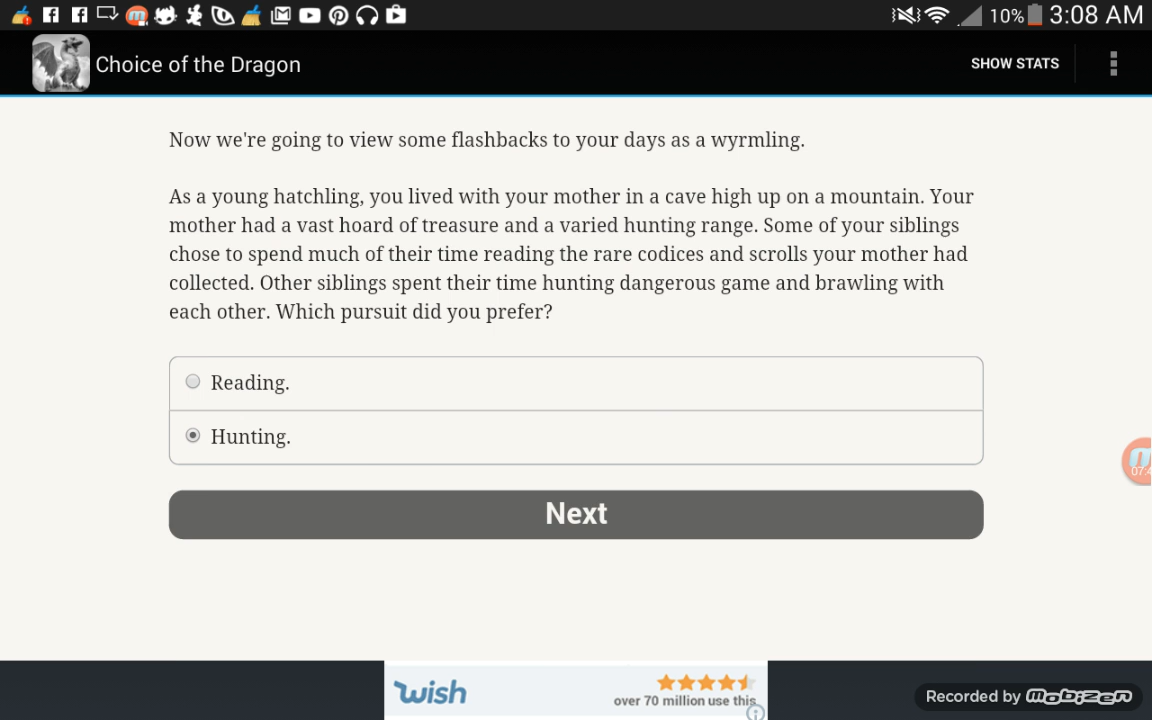 10% 3:08 AM
Choice of the Dragon
SHOW STATS
Now we're going to view some flashbacks to your days as a wyrmling.
As a young hatchling, you lived with your mother in a cave high up on a mountain. Your
mother had a vast hoard of treasure and a varied hunting range. Some of your siblings
chose to spend much of their time reading the rare codices and scrolls your mother had
collected. Other siblings spent their time hunting dangerous game and brawling with
each other. Which pursuit did you prefer?
Reading.
Hunting.
Next
wish
over 70 million use this
Recorded by mobizen